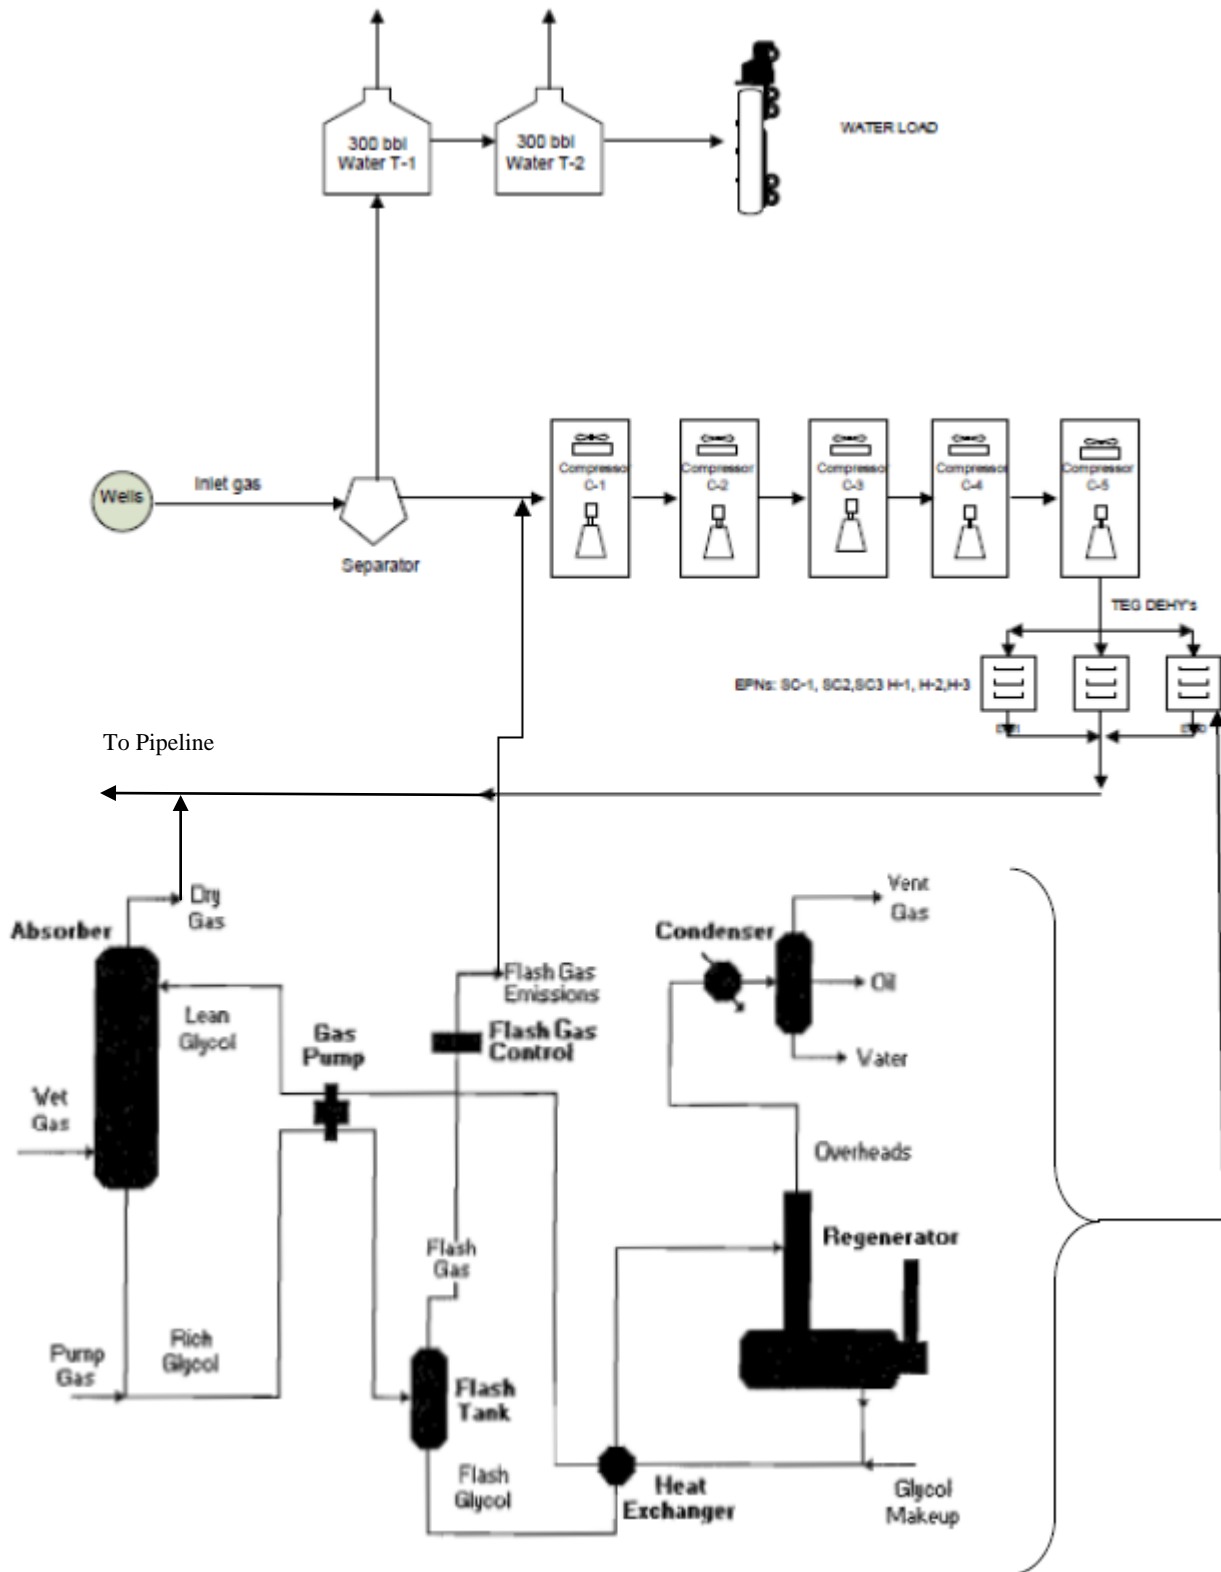 300 bbl
Water T-1
300 bbl
Water T-2
WATER LOAD
Wells
Inlet gas
Separator
Compressor
C-1
Compressor
C-2
Compressor
C-3
Compressor
C-4
Compressor
C-5
TEG DEHY's
EPNs: SC-1, SC2,SC3 H-1, H-2,H-3
To Pipeline
Dry
Gas
Absorber
Lean
Glycol
Wet
Gas
Gas
Pump
Flash Gas
Emissions
Flash Gas
Control
Condenser
Vent
Gas
Oil
Water
Overheads
Regenerator
Flash
Gas
Rich
Glycol
Pump
Gas
Flash
Tank
Flash
Glycol
Heat
Exchanger
Glycol
Makeup